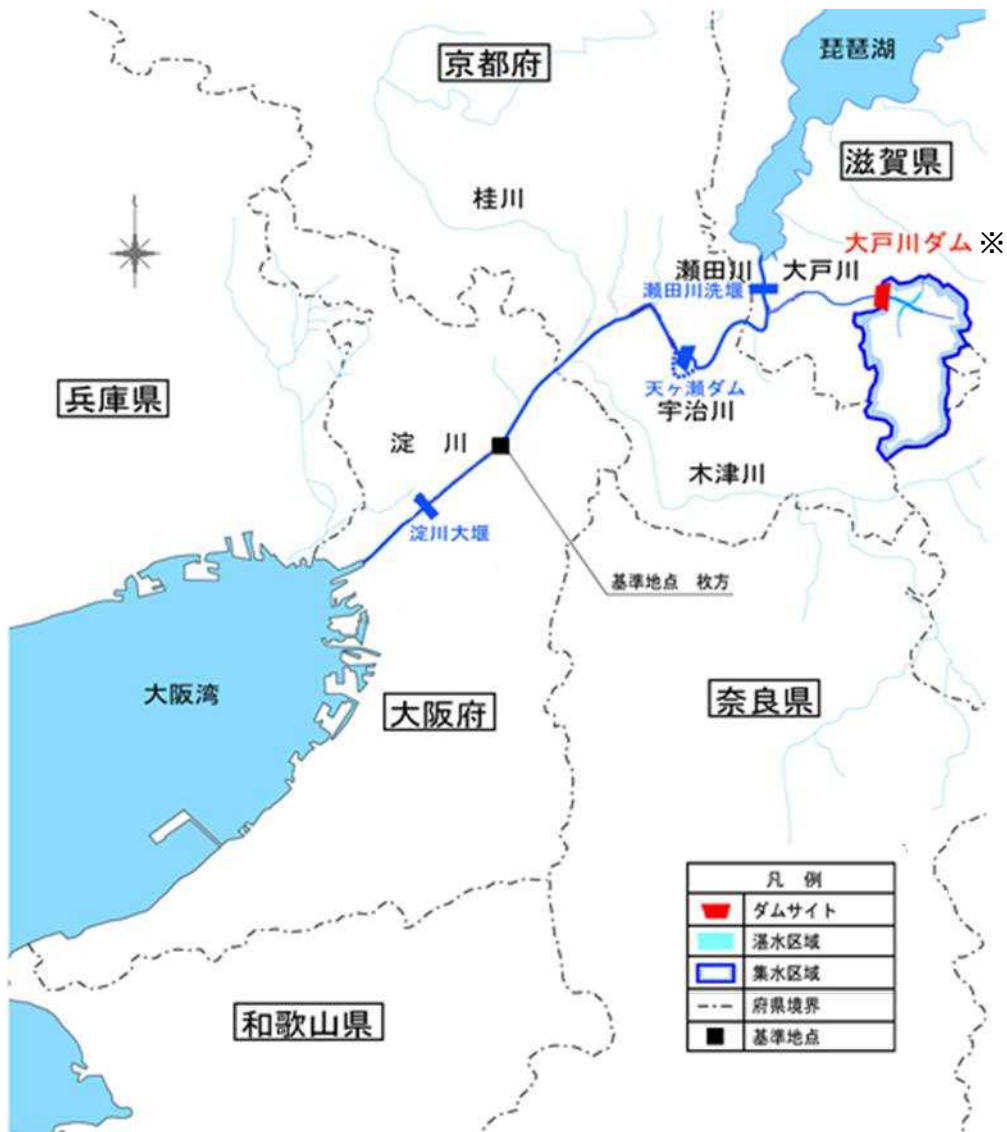 琵琶湖
京都府
滋賀県
桂川
大戸川ダム ※
瀬田川
大戸川
瀬田川洗堰
兵庫県
天ヶ瀬ダム
宇治川
淀 川
木津川
淀川大堰
基準地点 枚方
大阪湾
大阪府
奈良県
和歌山県
凡 例
ダムサイト
湛水区域
集水区域
府県境界
基準地点